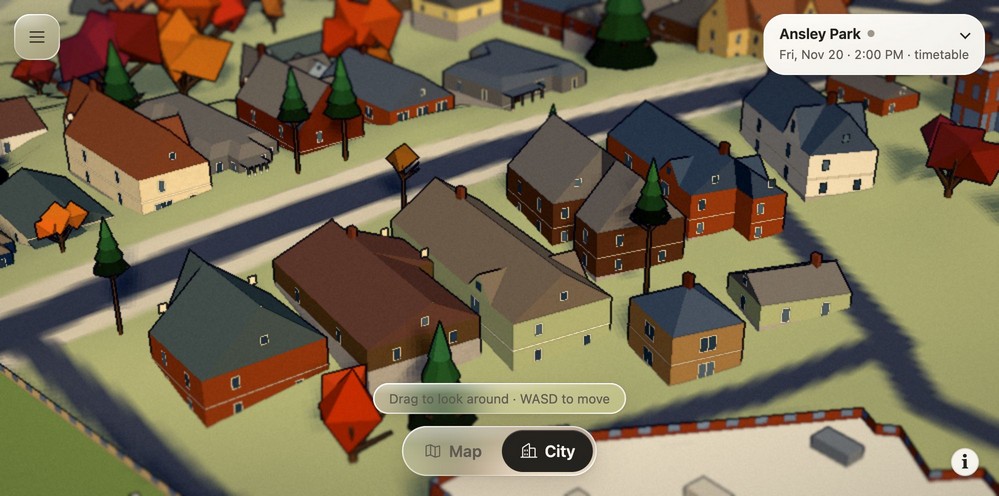 Ansley Park
Fri, Nov 20 · 2:00 PM · timetable
Drag to look around · WASD to move
Map
City
i